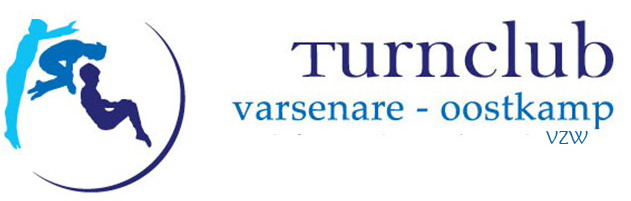 Turnclub
varsenare - oostkamp
VZW